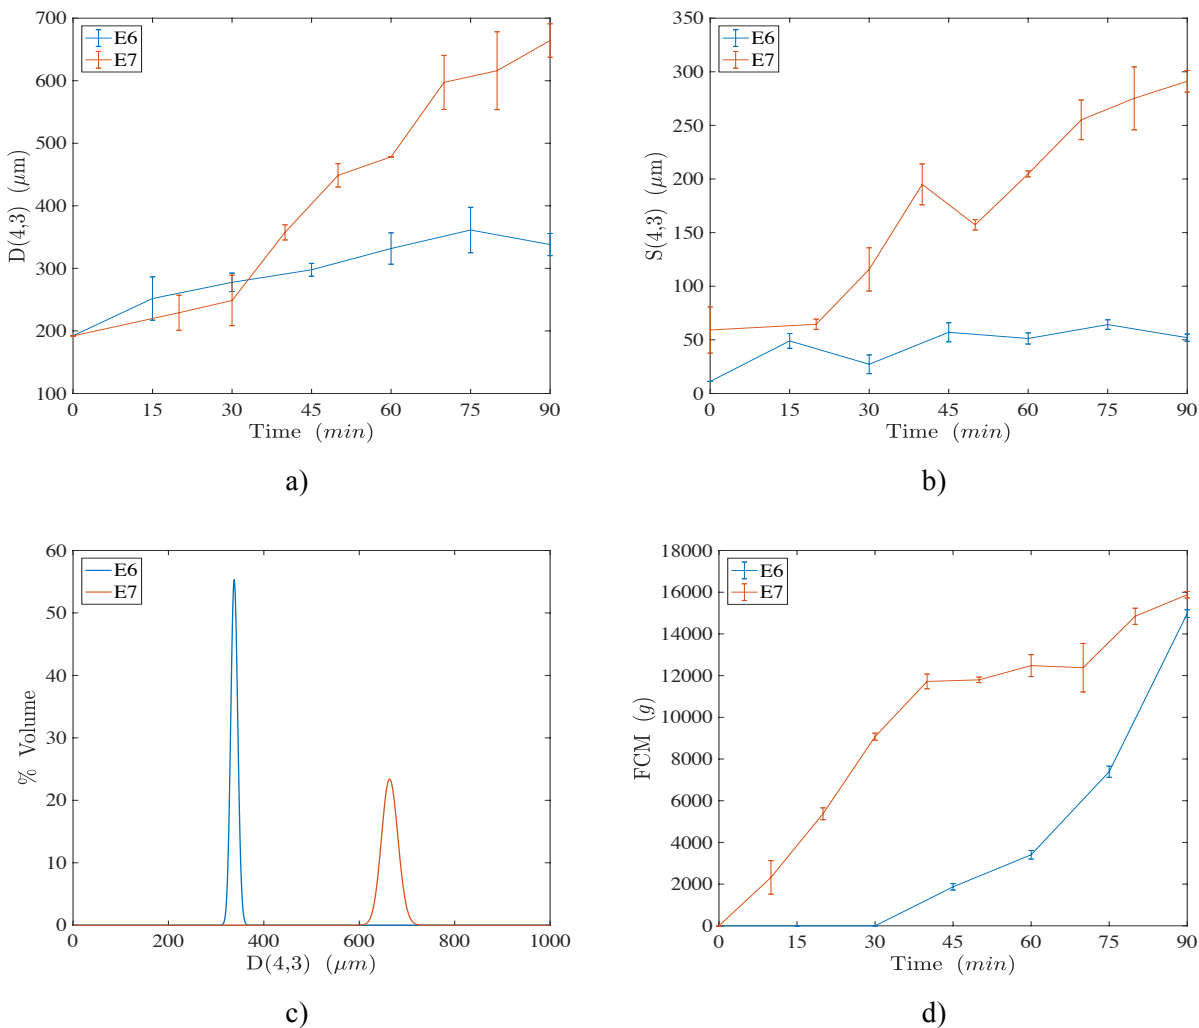 700
600
500
400
300
200
100
0 15 30 45 60 75 90
D(4,3) (μm)
Time (min)
E6
E7
a)
350
300
250
200
150
100
50
0
0 15 30 45 60 75 90
S(4,3) (μm)
Time (min)
E6
E7
b)
60
50
40
30
20
10
0
0 200 400 600 800 1000
% Volume
D(4,3) (μm)
E6
E7
c)
18000
16000
14000
12000
10000
8000
6000
4000
2000
0
0 15 30 45 60 75 90
FCM (g)
Time (min)
E6
E7
d)